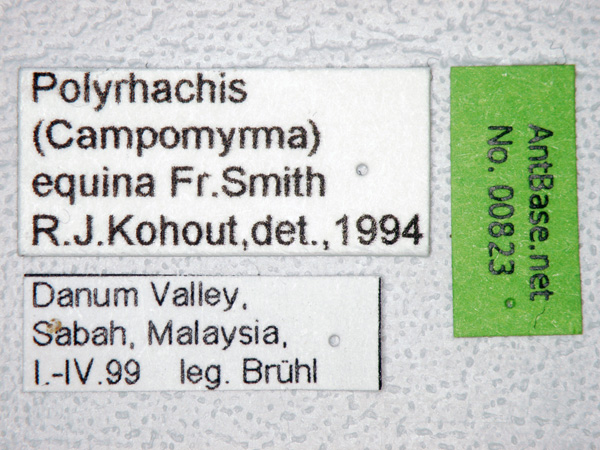 Polyrhachis
(Campomyrma)
equina Fr.Smith
R.J.Kohout,det.,1994
Danum Valley,
Sabah, Malaysia,
I.-IV.99 leg. Brühl
AntBase.net
No. 00823